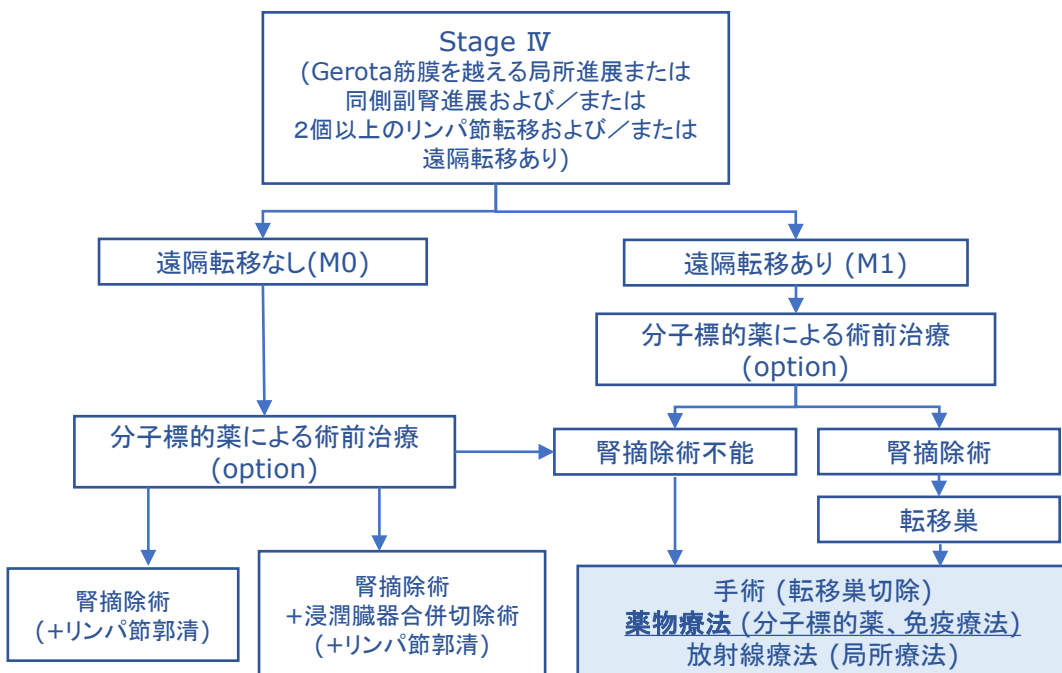 Stage Ⅳ
(Gerota筋膜を越える局所進展または
同側副腎進展および／または
２個以上のリンパ節転移および／または
遠隔転移あり)
遠隔転移なし(M0)
遠隔転移あり (M1)
分子標的薬による術前治療
(option)
分子標的薬による術前治療
(option)
腎摘除術不能
腎摘除術
転移巣
腎摘除術
(+リンパ節郭清)
腎摘除術
+浸潤臓器合併切除術
(+リンパ節郭清)
手術 (転移巣切除)
薬物療法 (分子標的薬、免疫療法)
放射線療法 (局所療法)